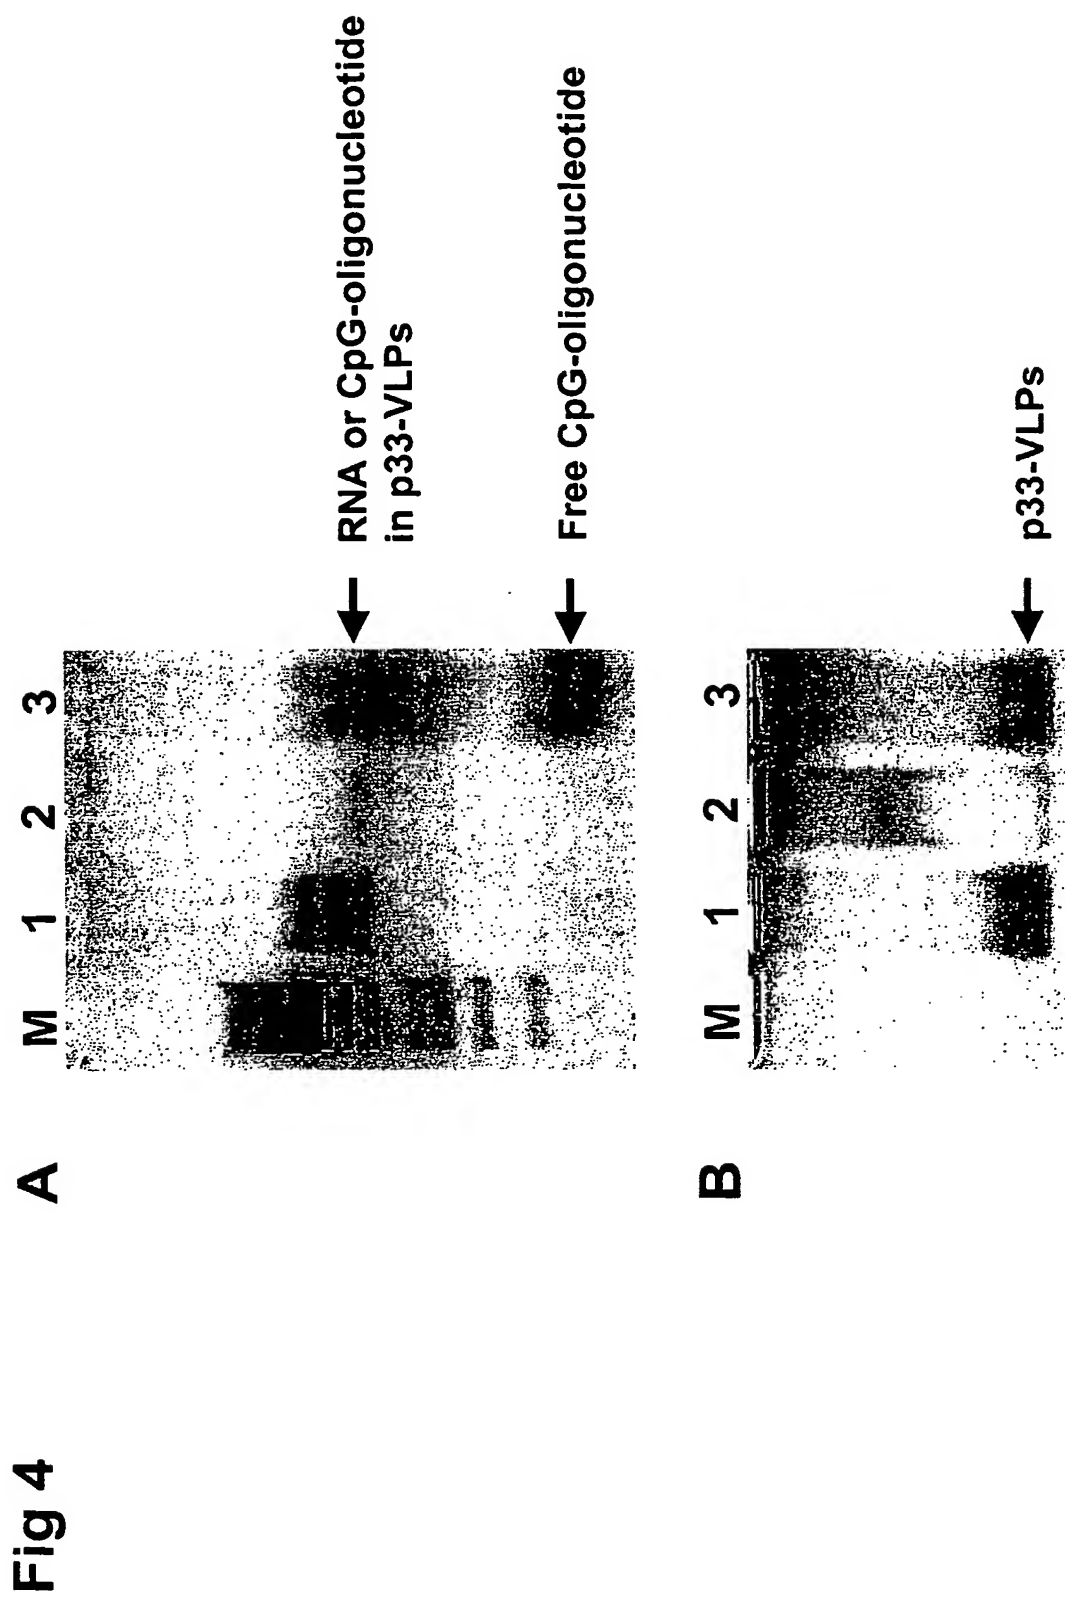 Fig 4
A
M 1 2 3
RNA or CpG-oligonucleotide
in p33-VLPs
Free CpG-oligonucleotide
B
M 1 2 3
p33-VLPs